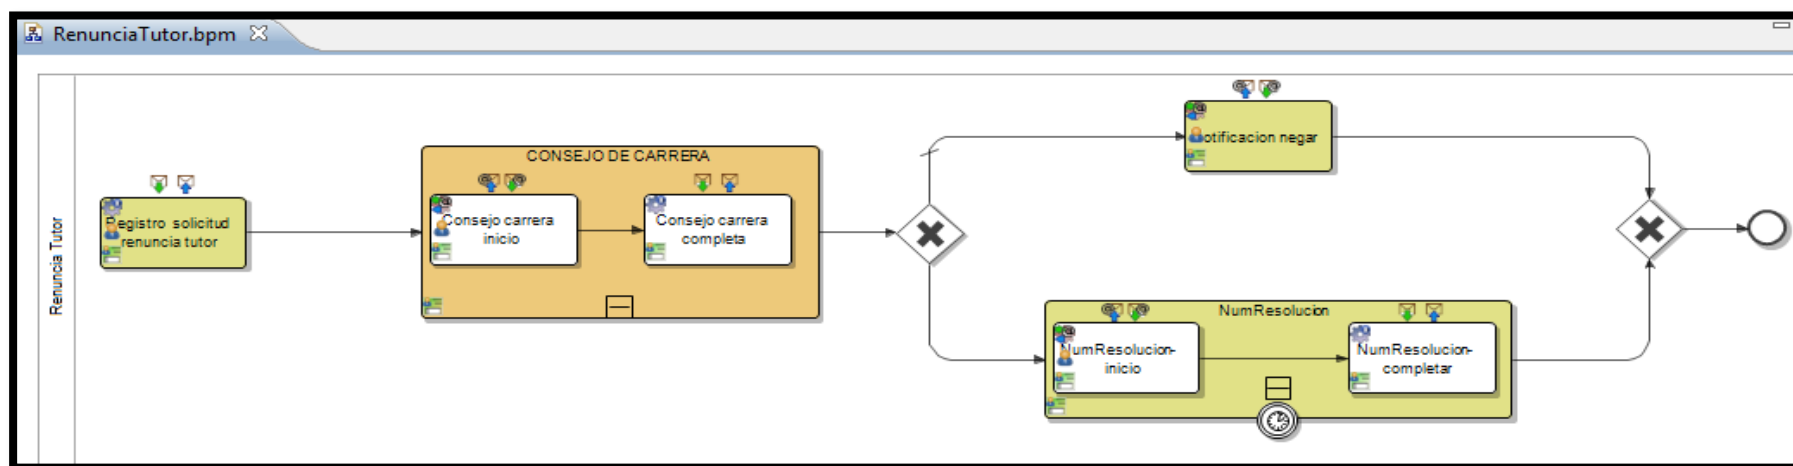 RenunciaTutor.bpm
Renuncia Tutor
Registro solicitud
renuncia tutor
CONSEJO DE CARRERA
Consejo carrera
inicio
Consejo carrera
completa
otificacion negar
NumResolucion
NumResolucion-
inicio
NumResolucion-
completar